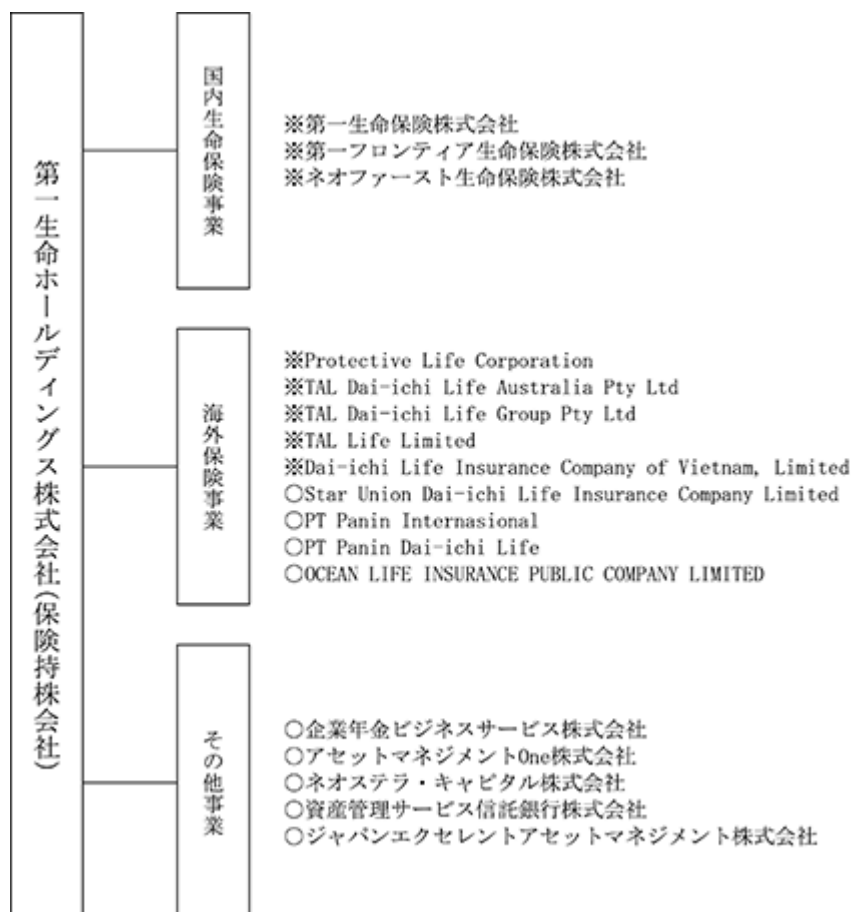 第一生命ホールディングス株式会社(保険持株会社)
国内生命保険事業
※第一生命保険株式会社
※第一フロンティア生命保険株式会社
※ネオファースト生命保険株式会社
海外保険事業
※Protective Life Corporation
※TAL Dai-ichi Life Australia Pty Ltd
※TAL Dai-ichi Life Group Pty Ltd
※TAL Life Limited
※Dai-ichi Life Insurance Company of Vietnam, Limited
○Star Union Dai-ichi Life Insurance Company Limited
○PT Panin Internasional
○PT Panin Dai-ichi Life
○OCEAN LIFE INSURANCE PUBLIC COMPANY LIMITED
その他事業
○企業年金ビジネスサービス株式会社
○アセットマネジメントOne株式会社
○ネオステラ・キャピタル株式会社
○資産管理サービス信託銀行株式会社
○ジャパンエクセレントアセットマネジメント株式会社